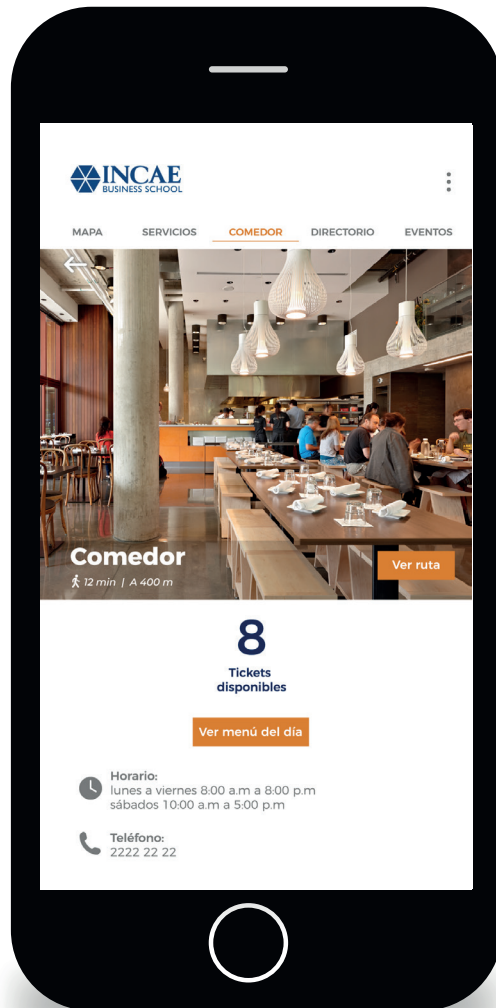 INCAE
BUSINESS SCHOOL
MAPA SERVICIOS COMEDOR DIRECTORIO EVENTOS
Comedor
12 min | A 400 m
Ver ruta
8
Tickets
disponibles
Ver menú del día
Horario:
lunes a viernes 8:00 a.m a 8:00 p.m
sábados 10:00 a.m a 5:00 p.m
Teléfono:
2222 22 22